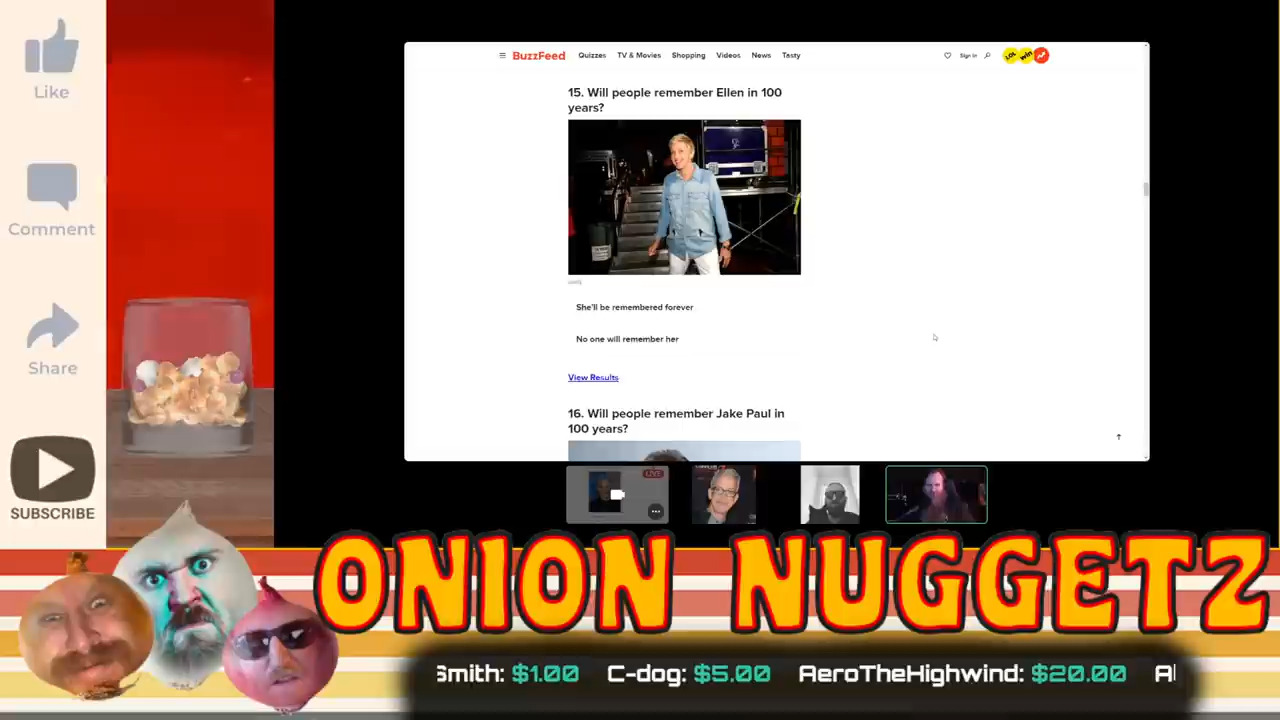 Like
Comment
Share
SUBSCRIBE
BuzzFeed Quizzes TV & Movies Shopping Videos News Tasty Sign In LOL win
15. Will people remember Ellen in 100
years?
She'll be remembered forever
No one will remember her
View Results
16. Will people remember Jake Paul in
100 years?
LIVE
ONION NUGGETZ
Smith: $1.00 C-dog: $5.00 AeroTheHighwind: $20.00